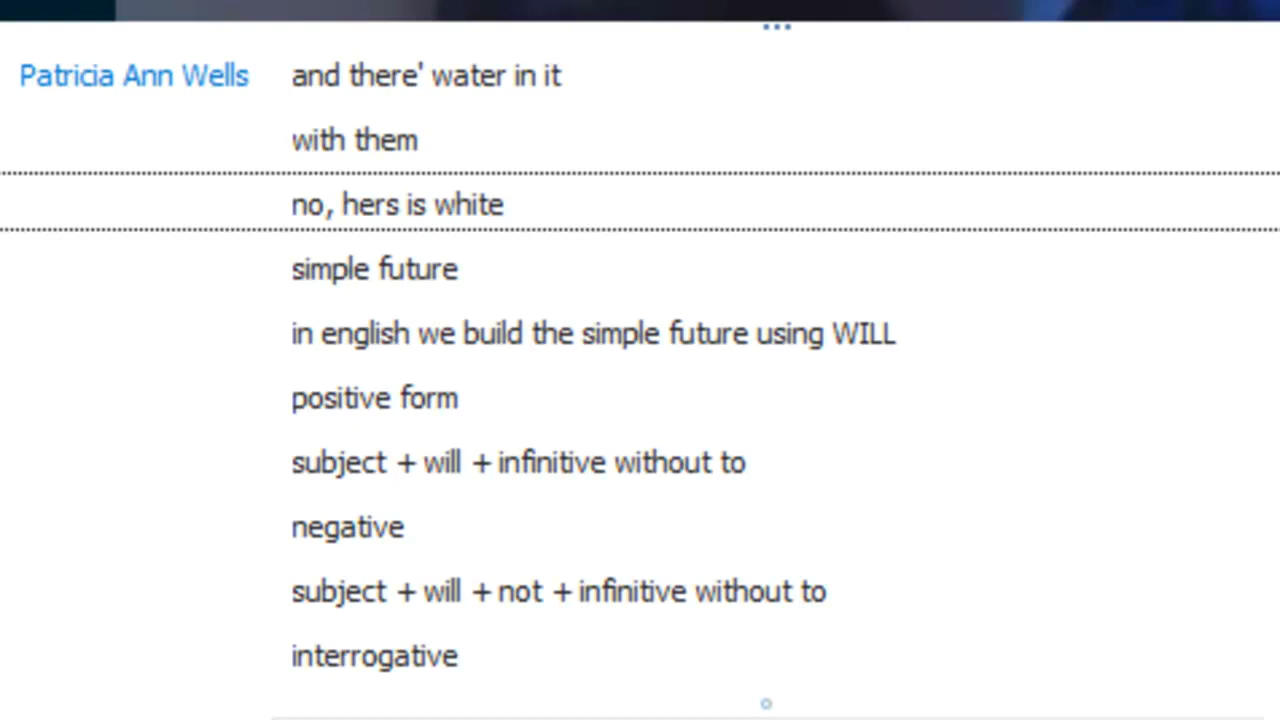 Patricia Ann Wells and there' water in it
with them
no, hers is white
simple future
in english we build the simple future using WILL
positive form
subject + will + infinitive without to
negative
subject + will + not + infinitive without to
interrogative